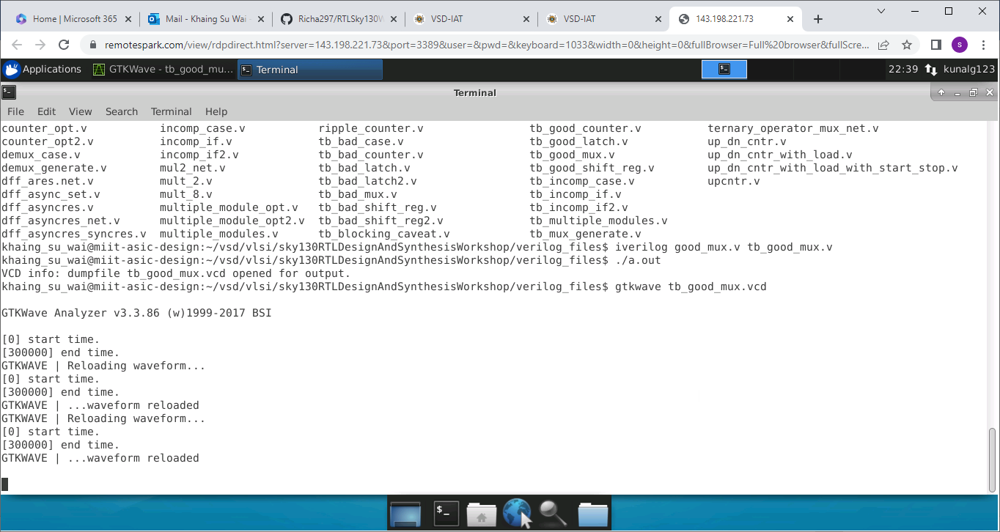 Home | Microsoft 365
Mail - Khaing Su Wai -
Richa297/RTLSky130W
VSD-IAT
VSD-IAT
143.198.221.73
remotespark.com/view/rdpdirect.html?server=143.198.221.73&port=3389&user=&pwd=&keyboard=1033&width=0&height=0&fullBrowser=Full%20browser&fullScre...
s
Applications
GTKWave - tb_good_mu...
Terminal
22:39
kunalg123
Terminal
File Edit View Search Terminal Help
counter_opt.v incomp_case.v ripple_counter.v tb_good_counter.v ternary_operator_mux_net.v
counter_opt2.v incomp_if.v tb_bad_case.v tb_good_latch.v up_dn_cntr.v
demux_case.v incomp_if2.v tb_bad_counter.v tb_good_mux.v up_dn_cntr_with_load.v
demux_generate.v mul2_net.v tb_bad_latch.v tb_good_shift_reg.v up_dn_cntr_with_load_with_start_stop.v
dff_ares.net.v mult_2.v tb_bad_latch2.v tb_incomp_case.v upcntr.v
dff_async_set.v mult_8.v tb_bad_mux.v tb_incomp_if.v
dff_asyncres.v multiple_module_opt.v tb_bad_shift_reg.v tb_incomp_if2.v
dff_asyncres_net.v multiple_module_opt2.v tb_bad_shift_reg2.v tb_multiple_modules.v
dff_asyncres_syncres.v multiple_modules.v tb_blocking_caveat.v tb_mux_generate.v
khaing_su_wai@miit-asic-design:~/vsd/vlsi/sky130RTLDesignAndSynthesisWorkshop/verilog_files$ iverilog good_mux.v tb_good_mux.v
khaing_su_wai@miit-asic-design:~/vsd/vlsi/sky130RTLDesignAndSynthesisWorkshop/verilog_files$ ./a.out
VCD info: dumpfile tb_good_mux.vcd opened for output.
khaing_su_wai@miit-asic-design:~/vsd/vlsi/sky130RTLDesignAndSynthesisWorkshop/verilog_files$ gtkwave tb_good_mux.vcd
GTKWave Analyzer v3.3.86 (w)1999-2017 BSI
[0] start time.
[300000] end time.
GTKWAVE | Reloading waveform...
[0] start time.
[300000] end time.
GTKWAVE | ...waveform reloaded
GTKWAVE | Reloading waveform...
[0] start time.
[300000] end time.
GTKWAVE | ...waveform reloaded